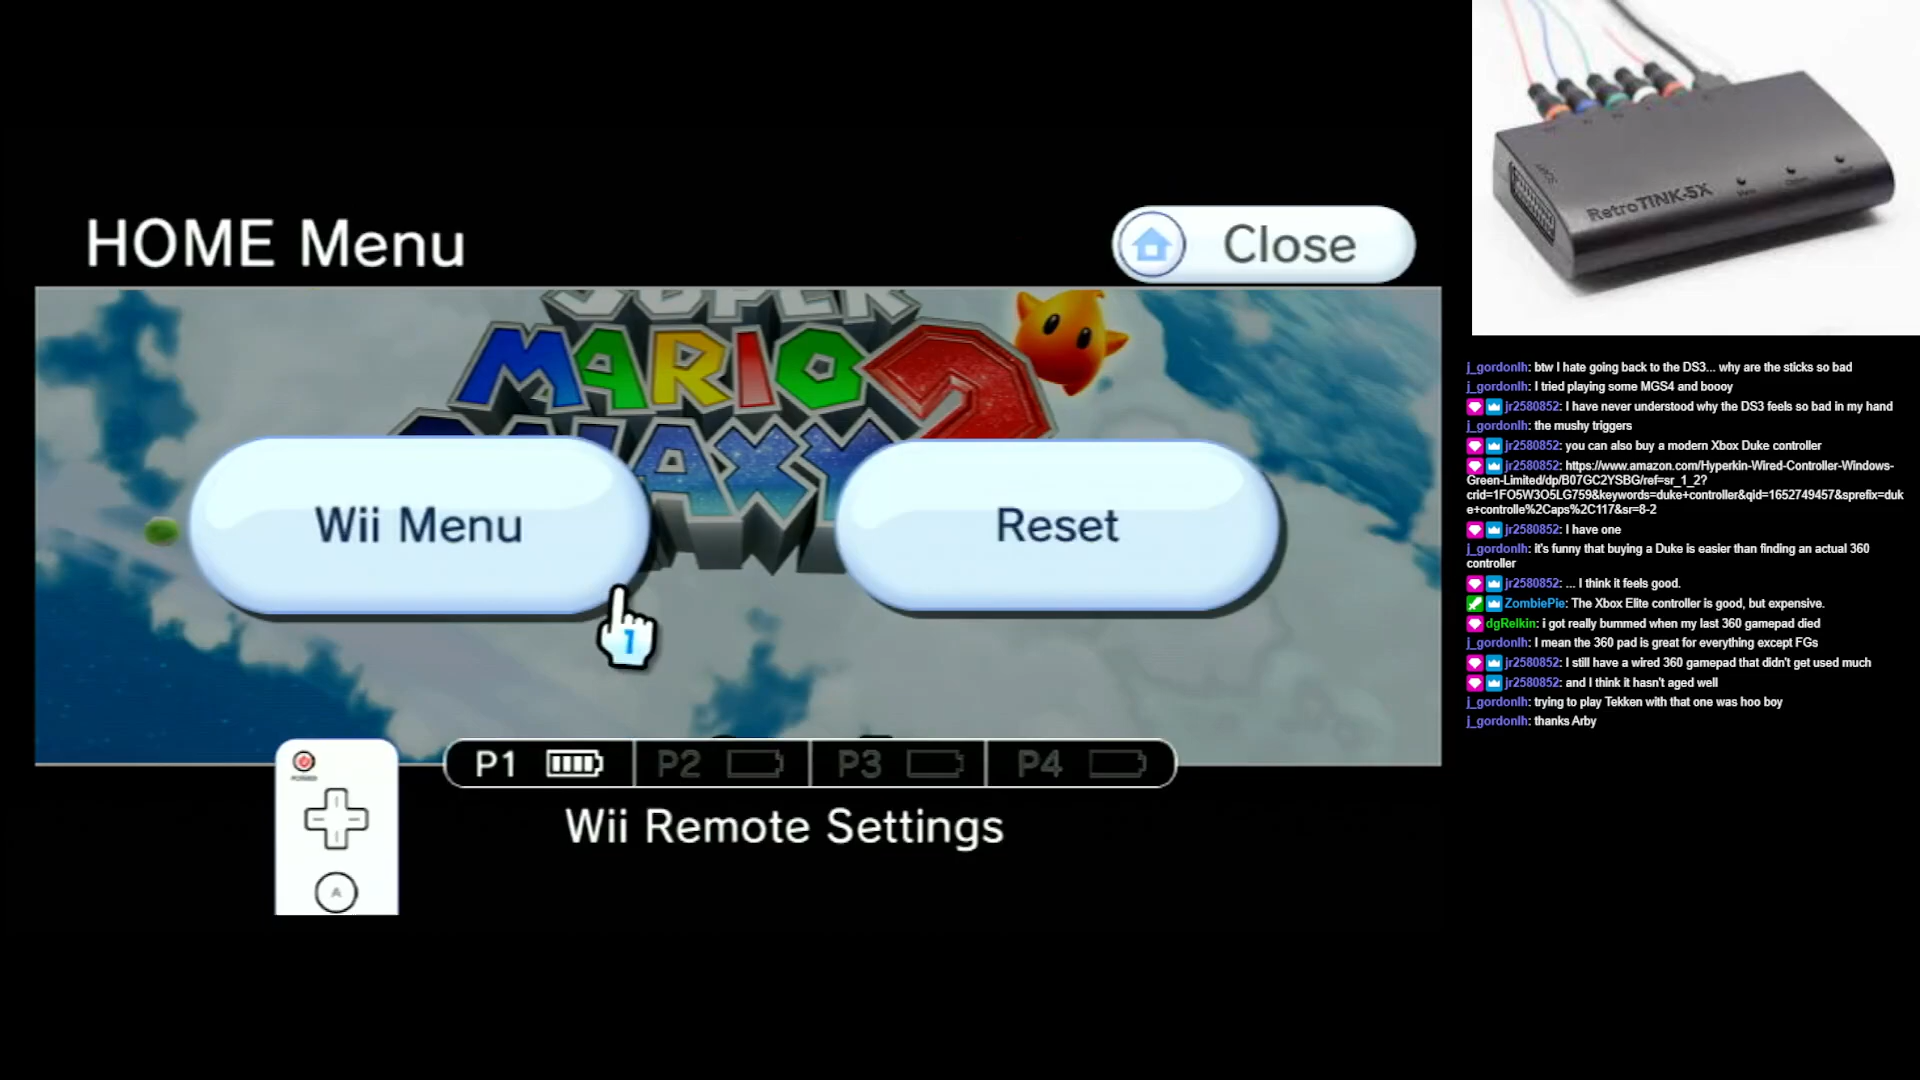 HOME Menu
Close
SUPER
MARIO
GALAXY 2
Wii Menu
Reset
1
P1
P2
P3
P4
POWER
A
Wii Remote Settings
RetroTINK-5X
j_gordonlh: btw I hate going back to the DS3... why are the sticks so bad
j_gordonlh: I tried playing some MGS4 and boooy
jr2580852: I have never understood why the DS3 feels so bad in my hand
j_gordonlh: the mushy triggers
jr2580852: you can also buy a modern Xbox Duke controller
jr2580852: https://www.amazon.com/Hyperkin-Wired-Controller-Windows-
Green-Limited/dp/B07GC2YSBG/ref=sr_1_2?
crid=1FO5W3O5LG759&keywords=duke+controller&qid=1652749457&sprefix=duk
e+controlle%2Caps%2C117&sr=8-2
jr2580852: I have one
j_gordonlh: it's funny that buying a Duke is easier than finding an actual 360
controller
jr2580852: ... I think it feels good.
ZombiePie: The Xbox Elite controller is good, but expensive.
dgRelkin: i got really bummed when my last 360 gamepad died
j_gordonlh: I mean the 360 pad is great for everything except FGs
jr2580852: I still have a wired 360 gamepad that didn't get used much
jr2580852: and I think it hasn't aged well
j_gordonlh: trying to play Tekken with that one was hoo boy
j_gordonlh: thanks Arby